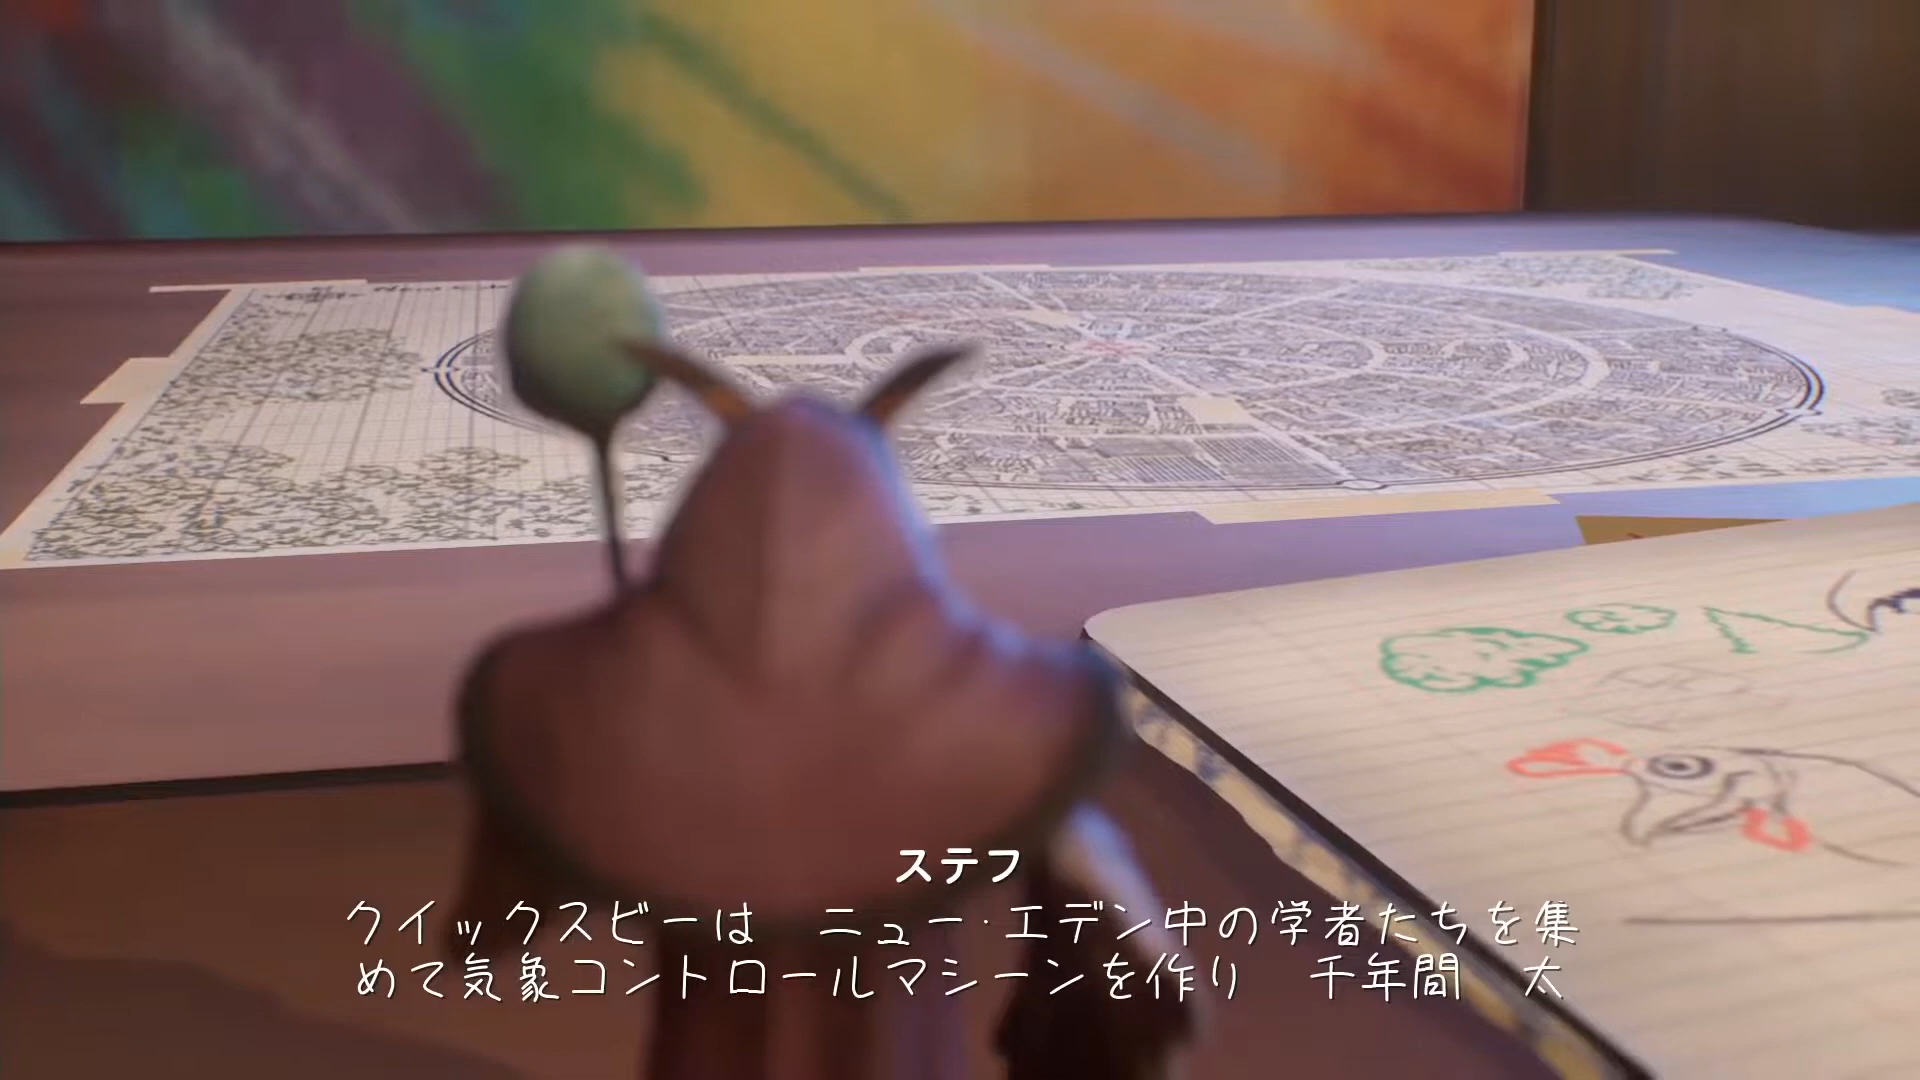 ステフ
クイックスビーは　ニュー・エデン中の学者たちを集
めて気象コントロールマシーンを作り　千年間　太